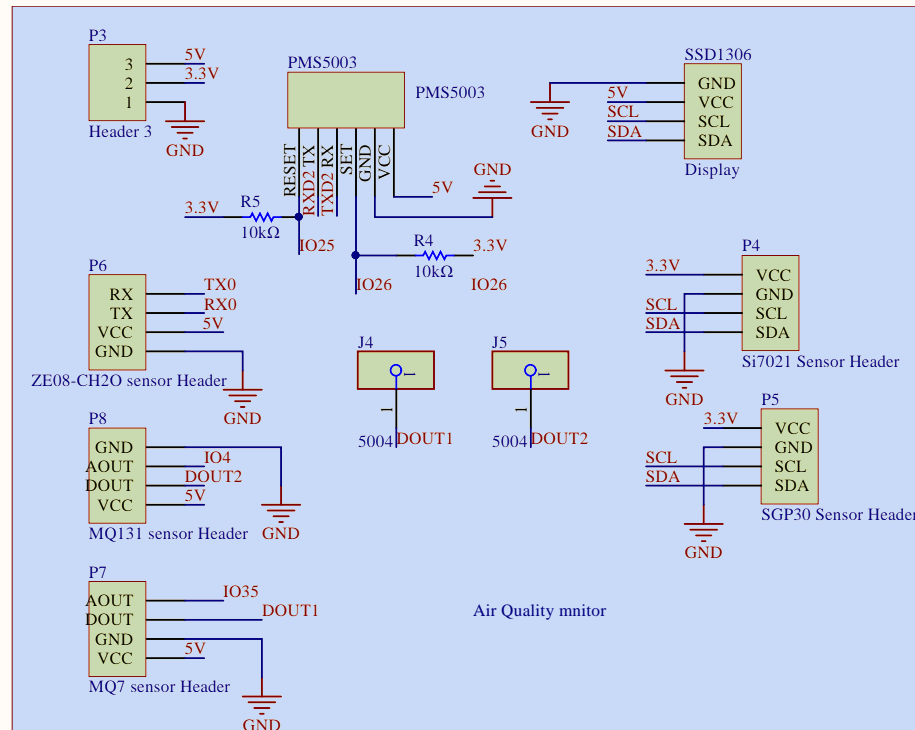 P3
3
2
1
5V
3.3V
GND
Header 3
PMS5003
PMS5003
RESET
RXD2 TX
TXD2 RX
SET
GND
VCC
5V
GND
3.3V
R5
10kΩ
IO25
R4
10kΩ
3.3V
IO26
IO26
SSD1306
GND
VCC
SCL
SDA
5V
SCL
SDA
GND
Display
P6
RX
TX
VCC
GND
TX0
RX0
5V
GND
ZE08-CH2O sensor Header
J4
1
1
5004
DOUT1
J5
1
1
5004
DOUT2
P4
3.3V
SCL
SDA
VCC
GND
SCL
SDA
Si7021 Sensor Header
GND
P8
GND
AOUT
DOUT
VCC
IO4
DOUT2
5V
GND
MQ131 sensor Header
P5
3.3V
SCL
SDA
VCC
GND
SCL
SDA
SGP30 Sensor Header
GND
P7
AOUT
DOUT
GND
VCC
IO35
DOUT1
5V
GND
MQ7 sensor Header
Air Quality mnitor